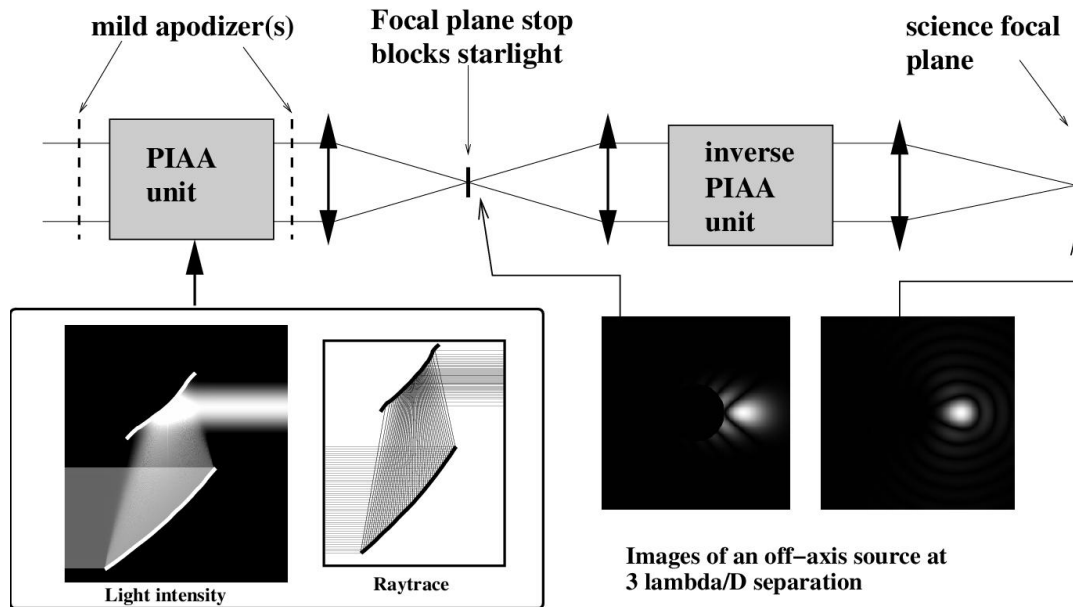 mild apodizer(s)
Focal plane stop
blocks starlight
science focal
plane
PIAA
unit
inverse
PIAA
unit
Light intensity
Raytrace
Images of an off−axis source at
3 lambda/D separation